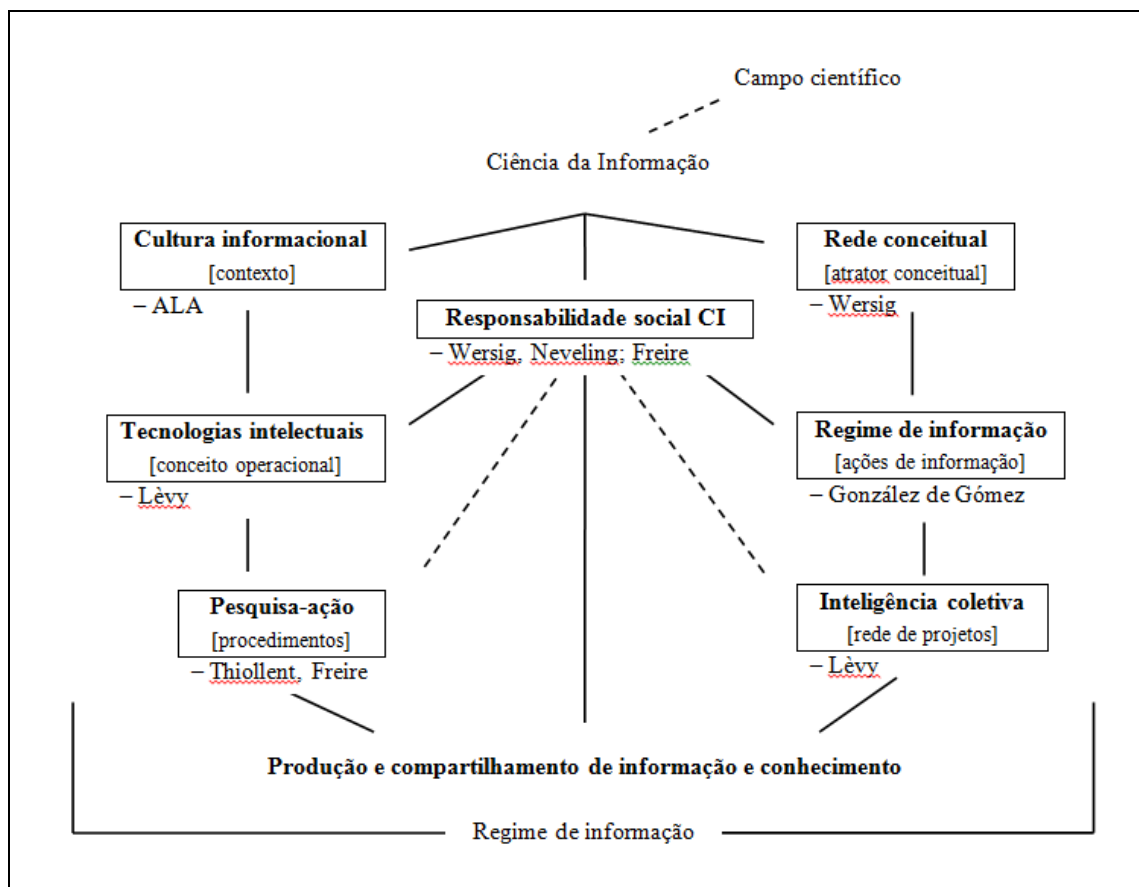 Campo científico
Ciência da Informação
Cultura informacional
[contexto]
– ALA
Rede conceitual
[atrator conceitual]
– Wersig
Responsabilidade social CI
– Wersig, Neveling; Freire
Tecnologias intelectuais
[conceito operacional]
– Lèvy
Regime de informação
[ações de informação]
– González de Gómez
Pesquisa-ação
[procedimentos]
– Thiollent, Freire
Inteligência coletiva
[rede de projetos]
– Lèvy
Produção e compartilhamento de informação e conhecimento
Regime de informação